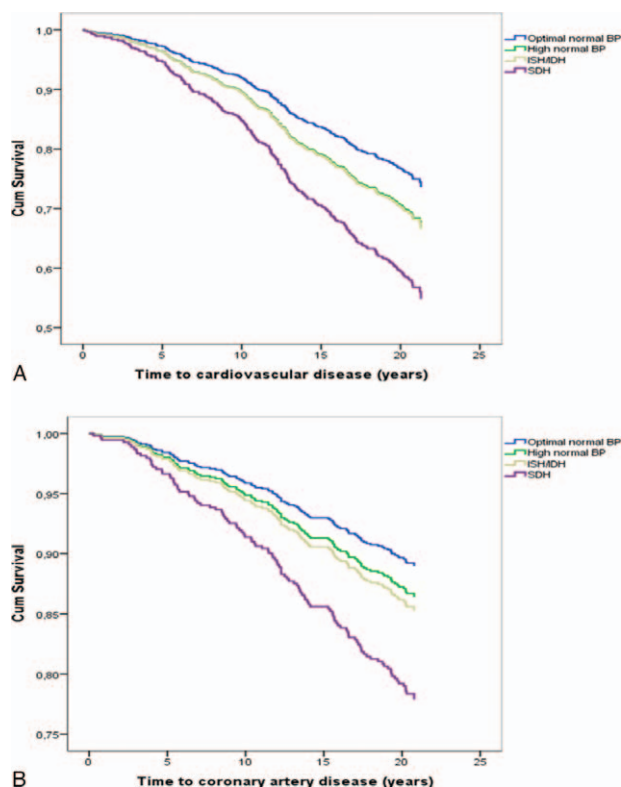 1,0
0,9
0,8
0,7
0,6
0,5
Cum Survival
0 5 10 15 20 25
Time to cardiovascular disease (years)
Optimal normal BP
High normal BP
ISH/IDH
SDH
A
1,00
0,95
0,90
0,85
0,80
0,75
Cum Survival
0 5 10 15 20 25
Time to coronary artery disease (years)
Optimal normal BP
High normal BP
ISH/IDH
SDH
B